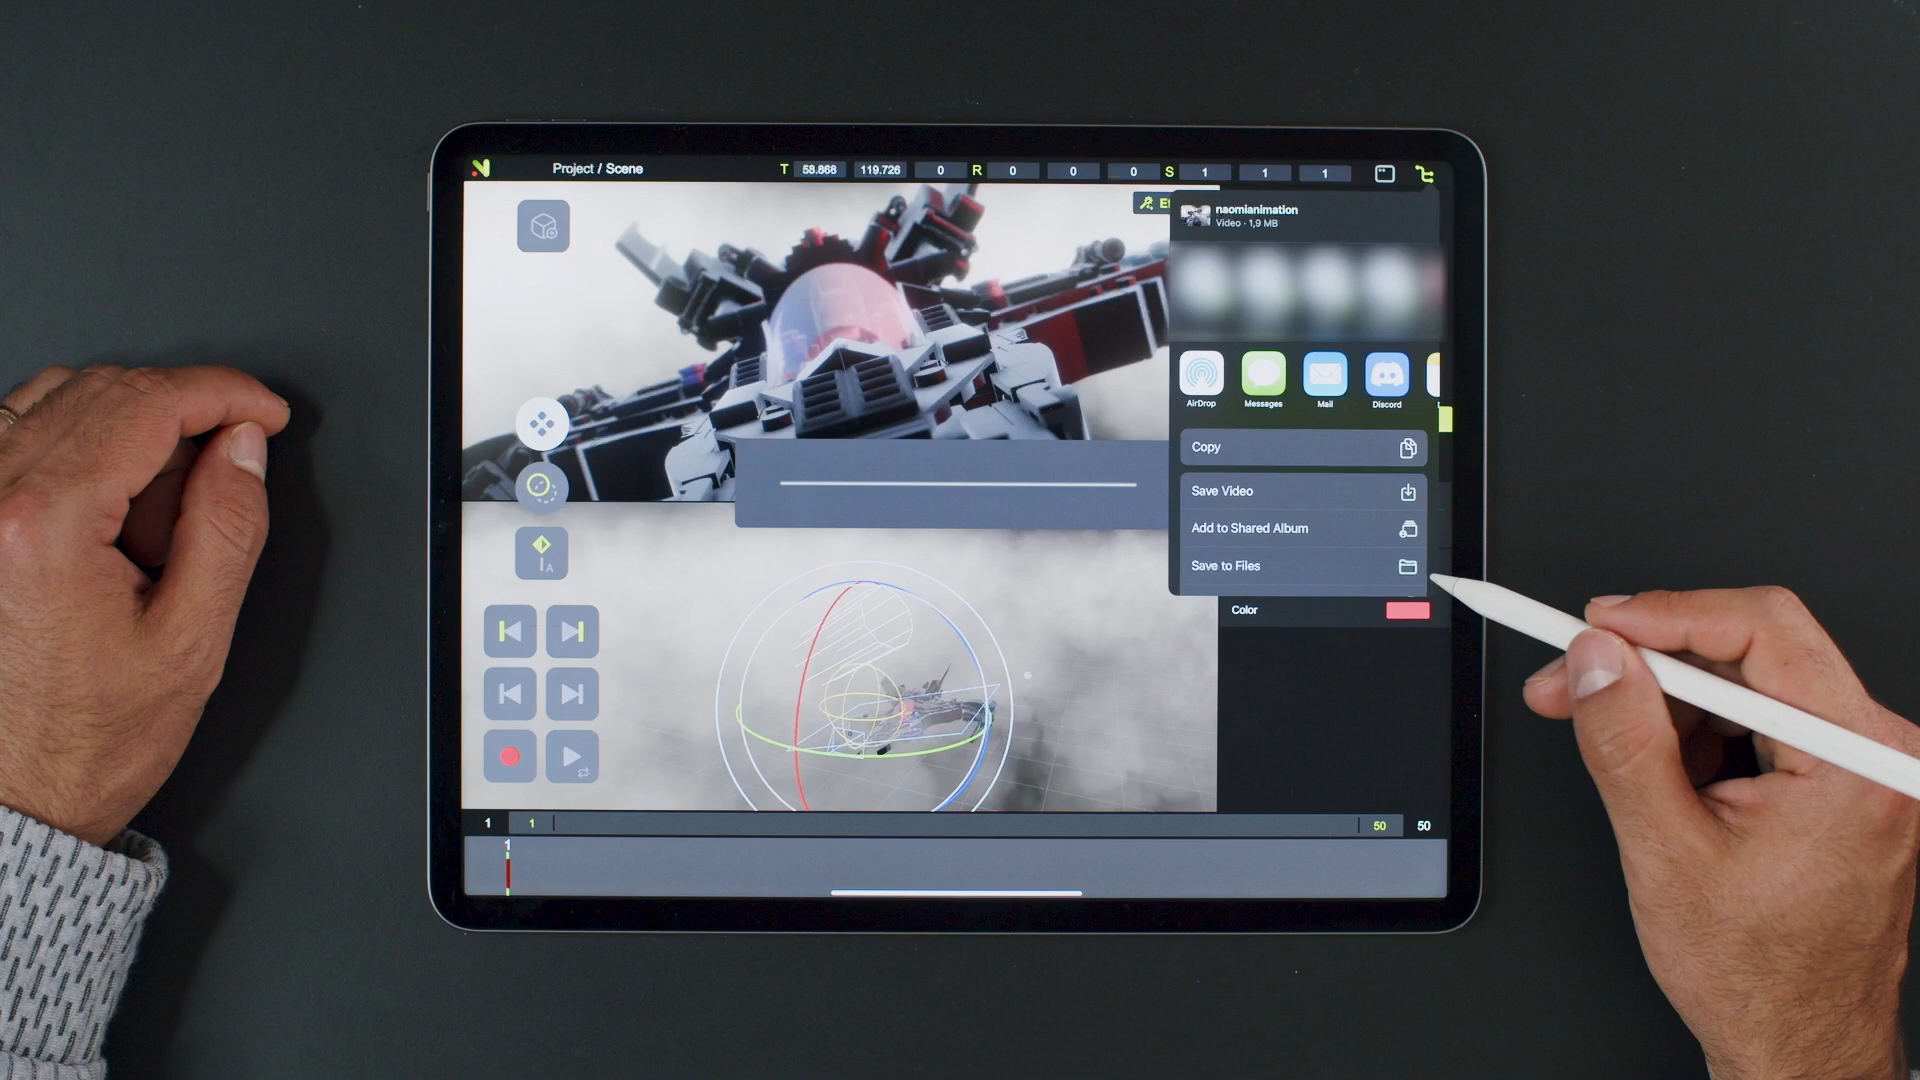 Project / Scene
T 58.868 119.726 0 R 0 0 0 S 1 1 1
naomianimation
Video - 1,9 MB
AirDrop Messages Mail Discord
Copy
Save Video
Add to Shared Album
Save to Files
Color
A
1 1 50 50
1